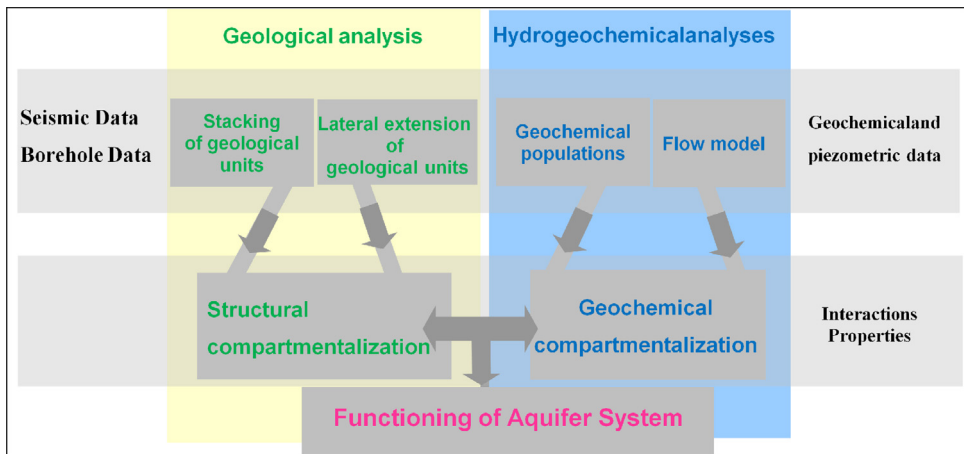 Geological analysis
Hydrogeochemicalanalyses
Seismic Data
Borehole Data
Stacking
of geological
units
Lateral extension
of
geological units
Geochemical
populations
Flow model
Geochemicaland
piezometric data
Structural
compartmentalization
Geochemical
compartmentalization
Interactions
Properties
Functioning of Aquifer System